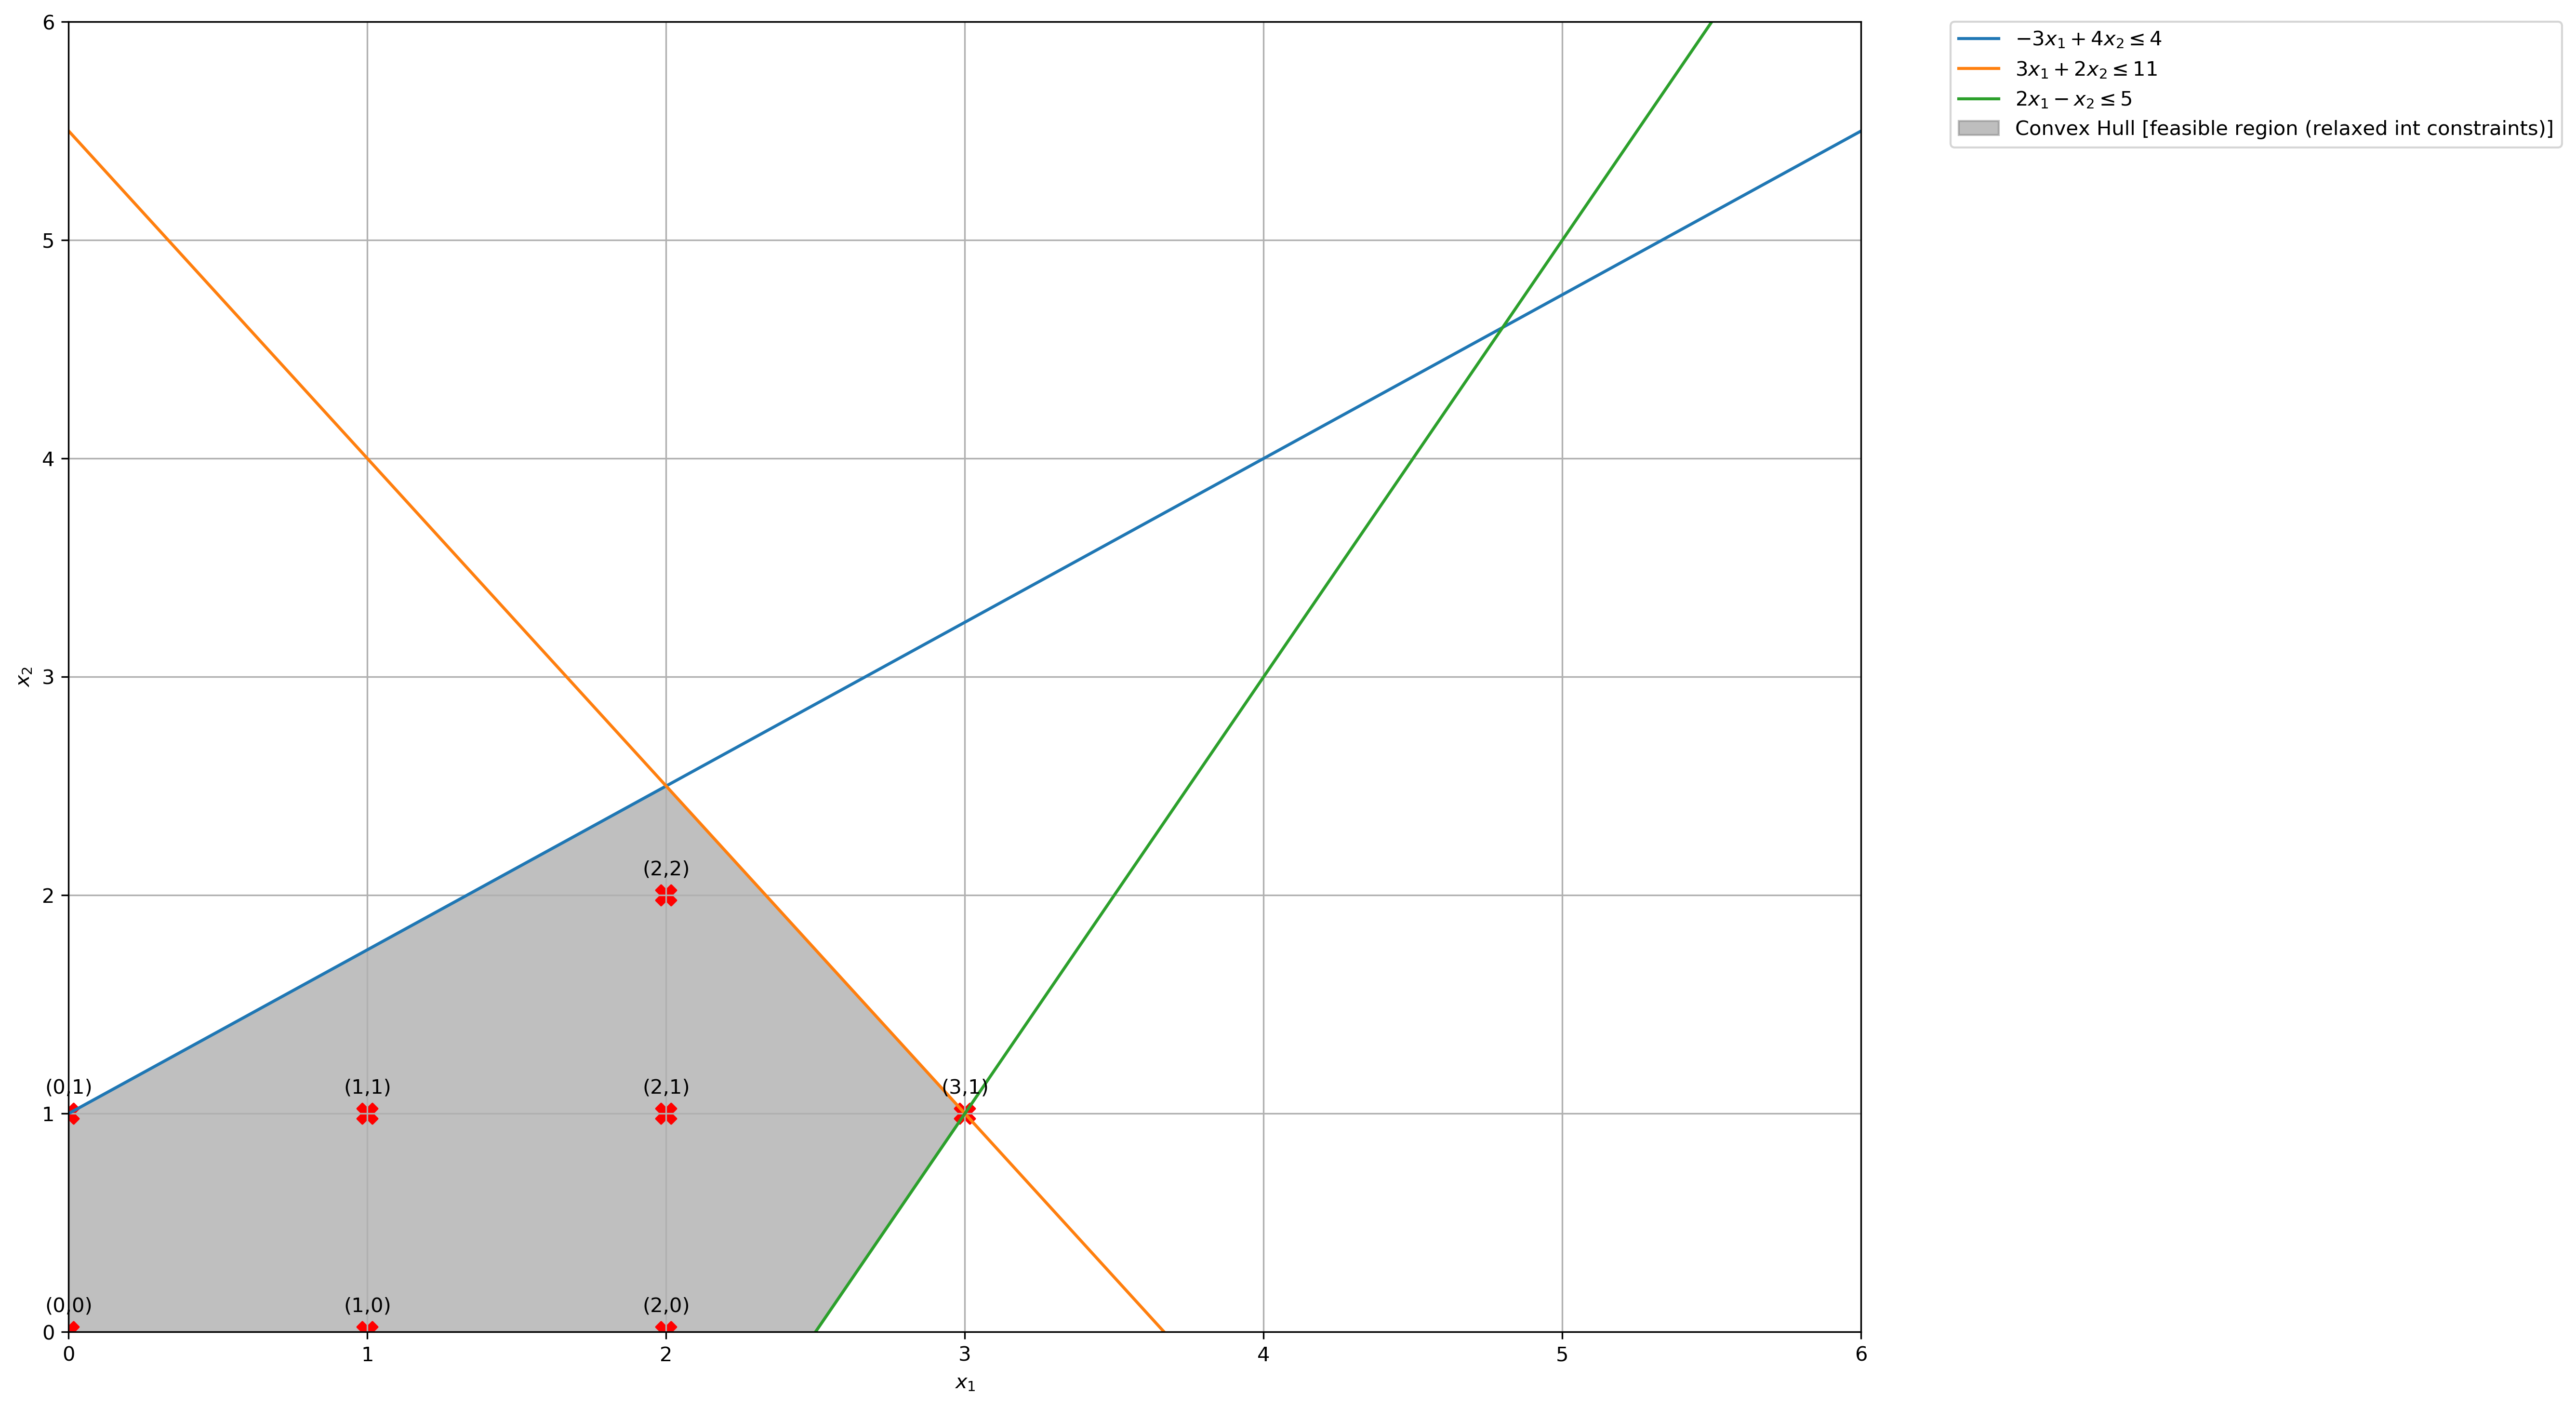 6
5
4
3
2
1
0
x₂
0 1 2 3 4 5 6
x₁
(2,2)
(0,1) (1,1) (2,1) (3,1)
(0,0) (1,0) (2,0)
−3x₁ + 4x₂ ≤ 4
3x₁ + 2x₂ ≤ 11
2x₁ − x₂ ≤ 5
Convex Hull [feasible region (relaxed int constraints)]